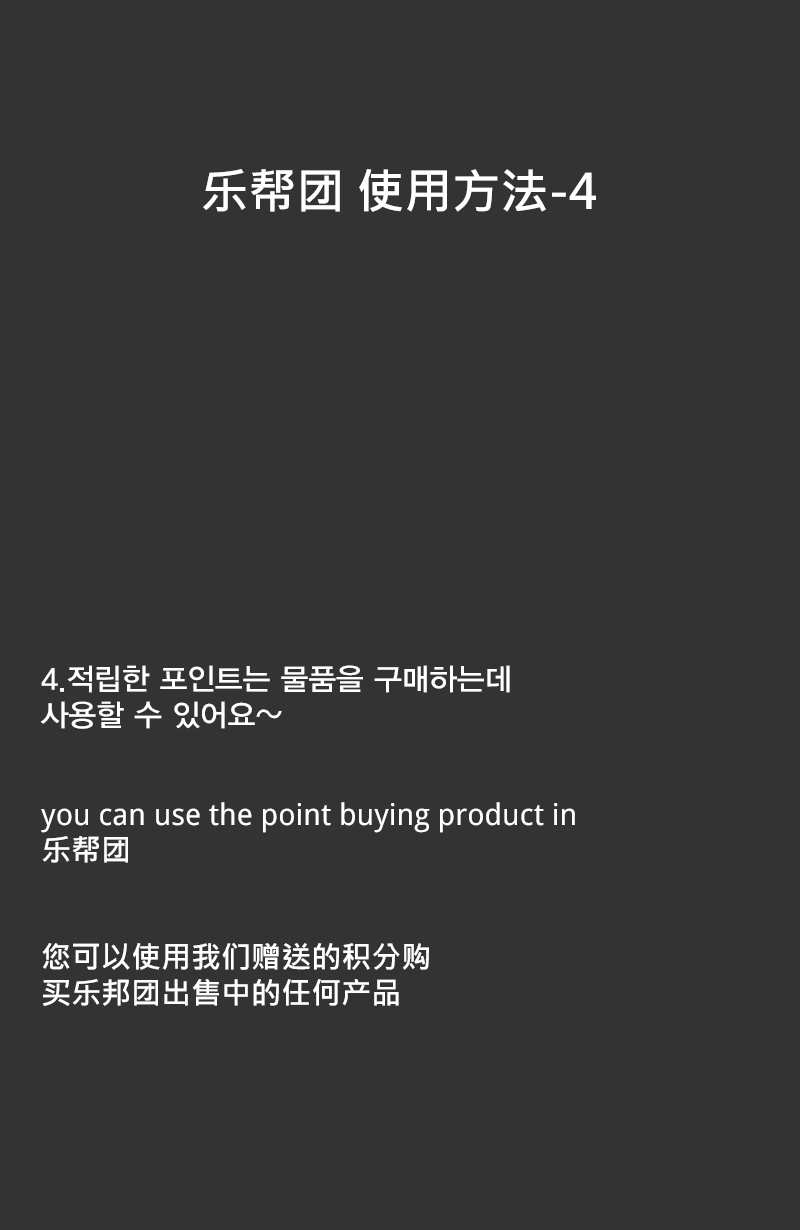 乐帮团 使用方法-4
4.적립한 포인트는 물품을 구매하는데
사용할 수 있어요~
you can use the point buying product in
乐帮团
您可以使用我们赠送的积分购
买乐邦团出售中的任何产品